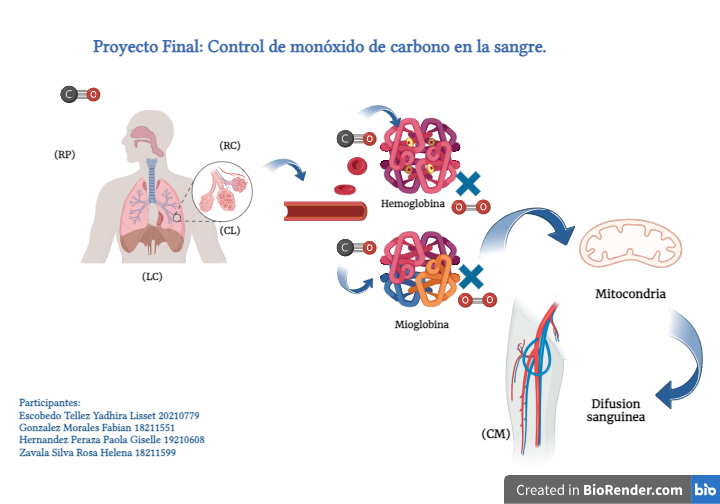 Proyecto Final: Control de monóxido de carbono en la sangre.
C O
(RP)
(RC)
(CL)
(LC)
C O
Hemoglobina
O O
C O
Mioglobina
O O
Mitocondria
Difusion
sanguinea
(CM)
Participantes:
Escobedo Tellez Yadhira Lisset 20210779
Gonzalez Morales Fabian 18211551
Hernandez Peraza Paola Giselle 19210608
Zavala Silva Rosa Helena 18211599
Created in BioRender.com bio